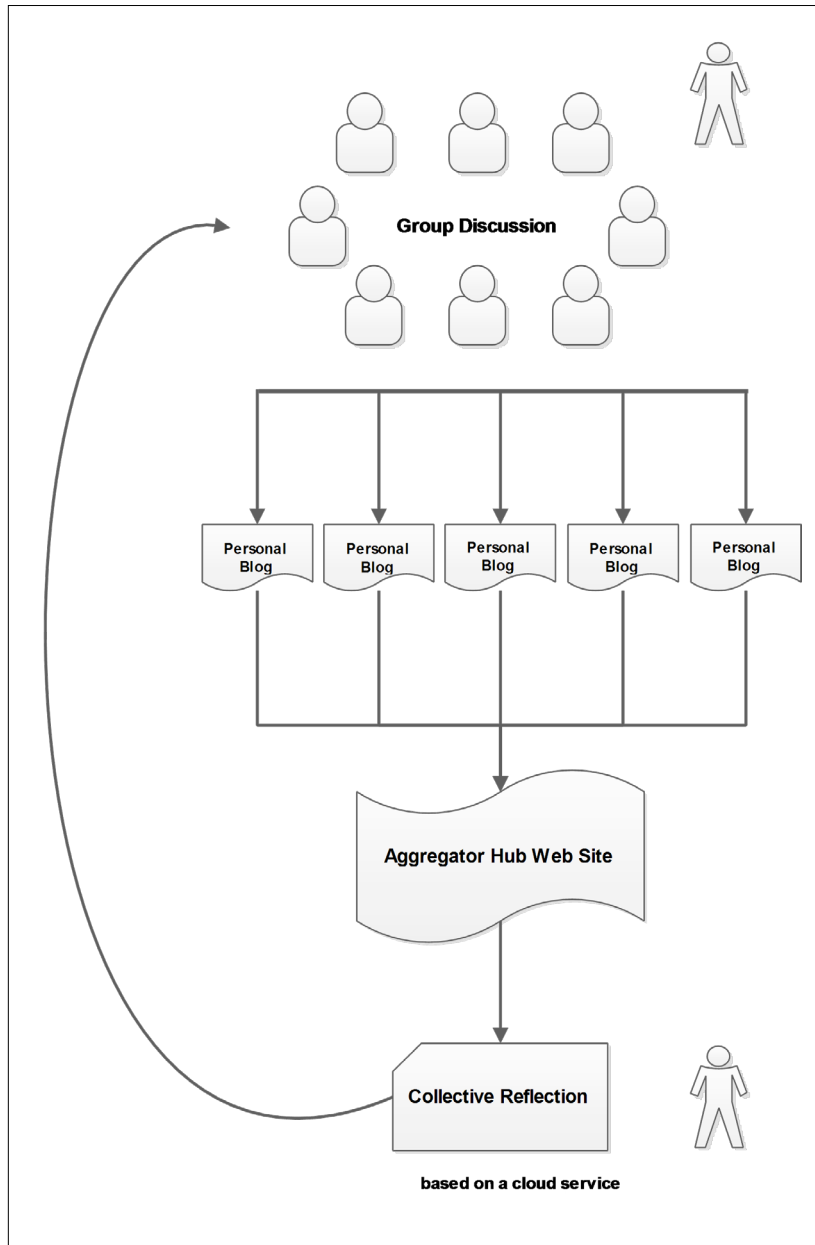 Group Discussion
Personal
Blog
Personal
Blog
Personal
Blog
Personal
Blog
Personal
Blog
Aggregator Hub Web Site
Collective Reflection
based on a cloud service